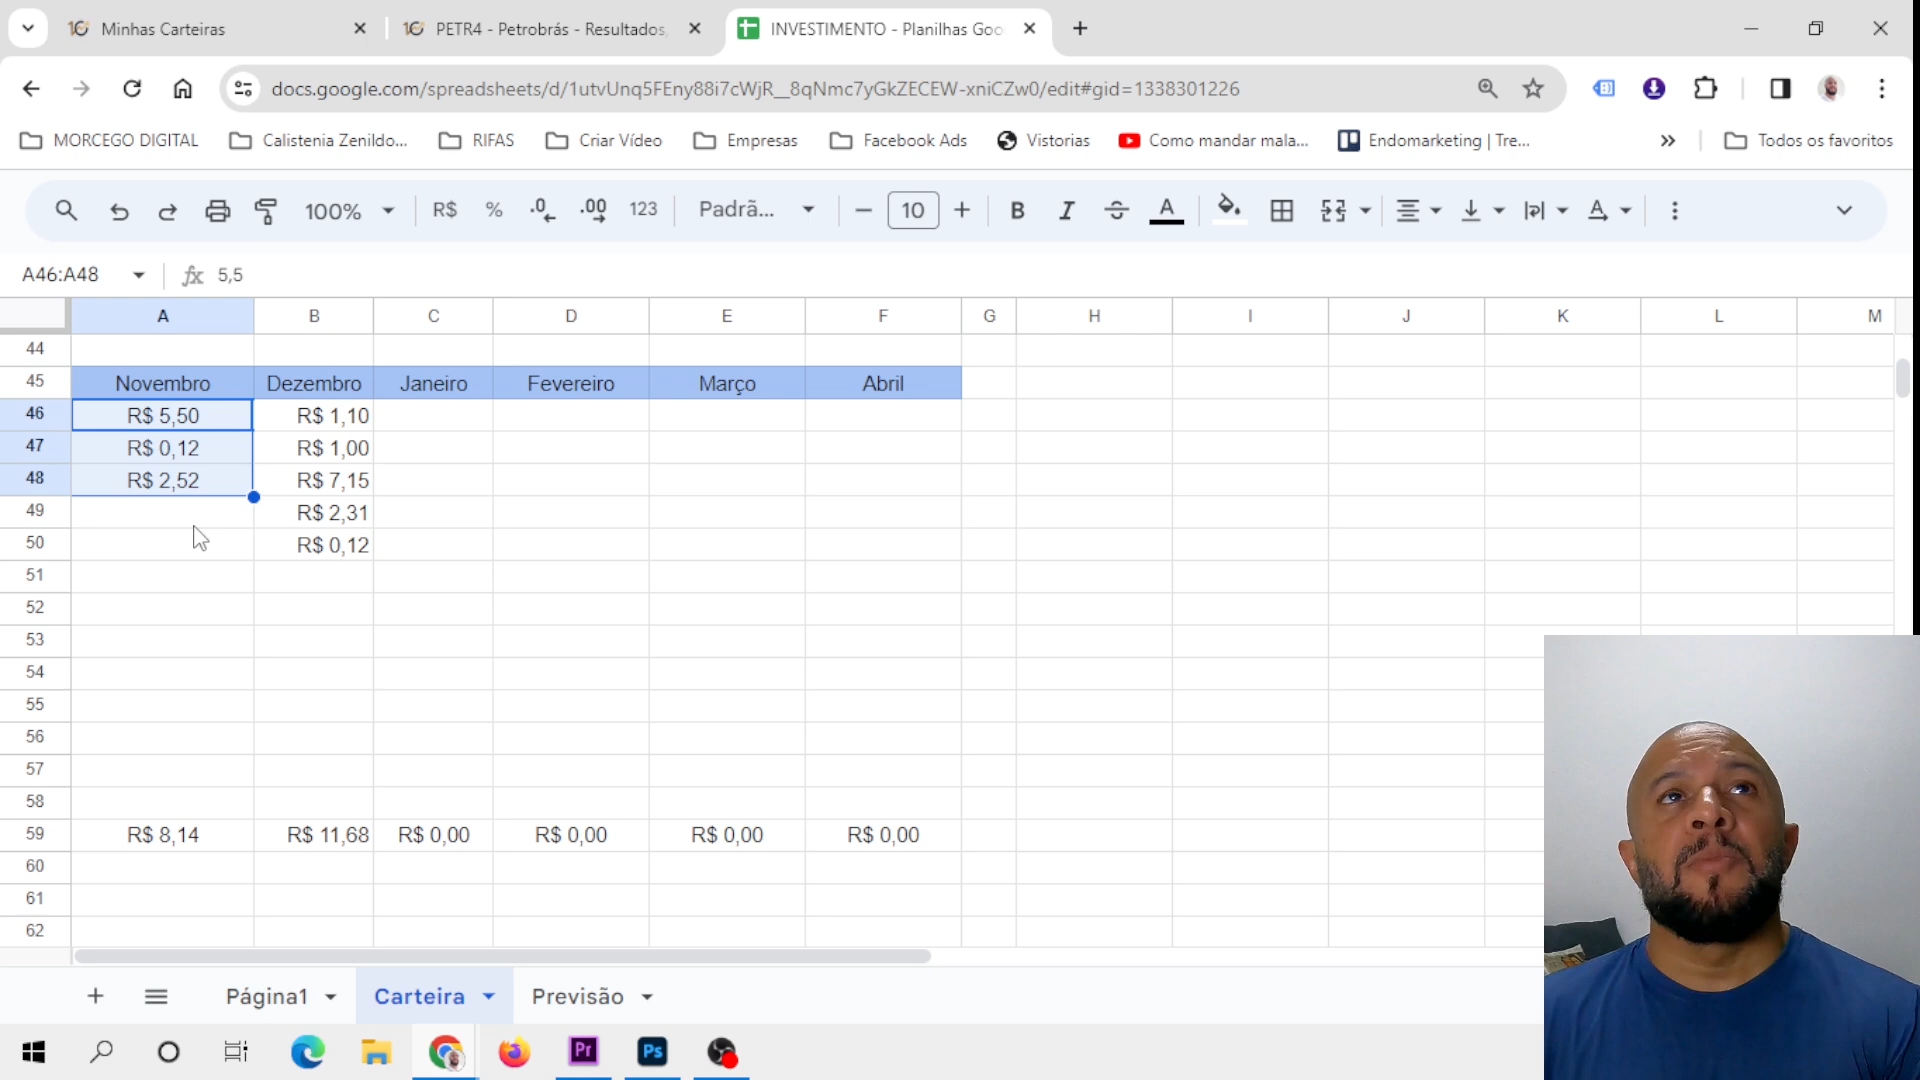 Minhas Carteiras
PETR4 - Petrobrás - Resultados,
INVESTIMENTO - Planilhas Goo
docs.google.com/spreadsheets/d/1utvUnq5FEny88i7cWjR__8qNmc7yGkZECEW-xniCZw0/edit#gid=1338301226
MORCEGO DIGITAL
Calistenia Zenildo...
RIFAS
Criar Vídeo
Empresas
Facebook Ads
Vistorias
Como mandar mala...
Endomarketing | Tre...
Todos os favoritos
100% R$ % .0 .00 123 Padrã... 10 B I A
A46:A48 fx 5,5
A B C D E F G H I J K L M
44
45 Novembro Dezembro Janeiro Fevereiro Março Abril
46 R$ 5,50 R$ 1,10
47 R$ 0,12 R$ 1,00
48 R$ 2,52 R$ 7,15
49 R$ 2,31
50 R$ 0,12
51
52
53
54
55
56
57
58
59 R$ 8,14 R$ 11,68 R$ 0,00 R$ 0,00 R$ 0,00 R$ 0,00
60
61
62
Página1 Carteira Previsão
Pr Ps